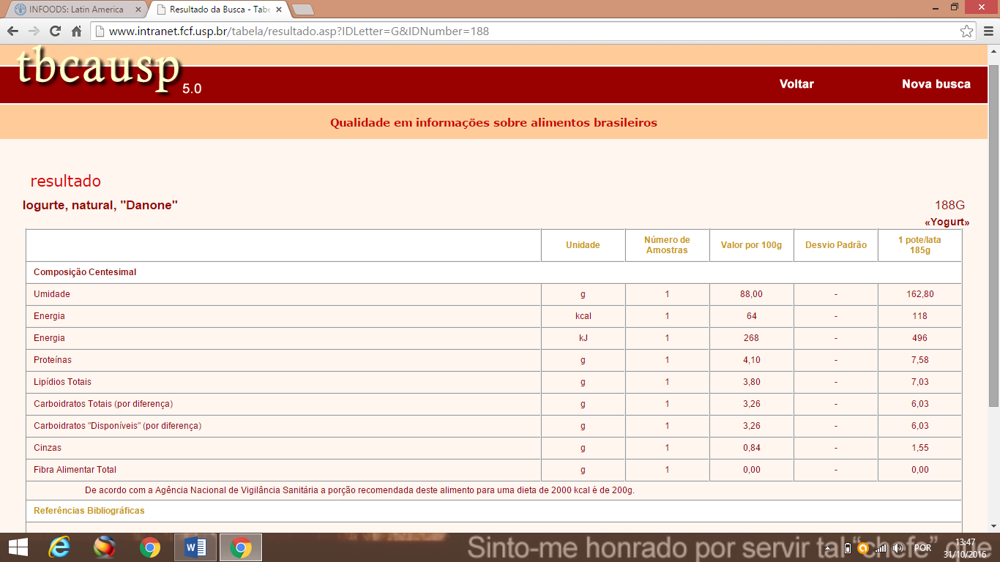 INFOODS: Latin America
Resultado da Busca - Tabe
www.intranet.fcf.usp.br/tabela/resultado.asp?IDLetter=G&IDNumber=188
tbcausp 5.0
Voltar Nova busca
Qualidade em informações sobre alimentos brasileiros
resultado
Iogurte, natural, "Danone" 188G
«Yogurt»
Unidade Número de Amostras Valor por 100g Desvio Padrão 1 pote/lata 185g
Composição Centesimal
Umidade g 1 88,00 - 162,80
Energia kcal 1 64 - 118
Energia kJ 1 268 - 496
Proteínas g 1 4,10 - 7,58
Lipídios Totais g 1 3,80 - 7,03
Carboidratos Totais (por diferença) g 1 3,26 - 6,03
Carboidratos "Disponíveis" (por diferença) g 1 3,26 - 6,03
Cinzas g 1 0,84 - 1,55
Fibra Alimentar Total g 1 0,00 - 0,00
De acordo com a Agência Nacional de Vigilância Sanitária a porção recomendada deste alimento para uma dieta de 2000 kcal é de 200g.
Referências Bibliográficas
Sinto-me honrado por servir tal “chefe” que
POR
13:47
31/10/2016